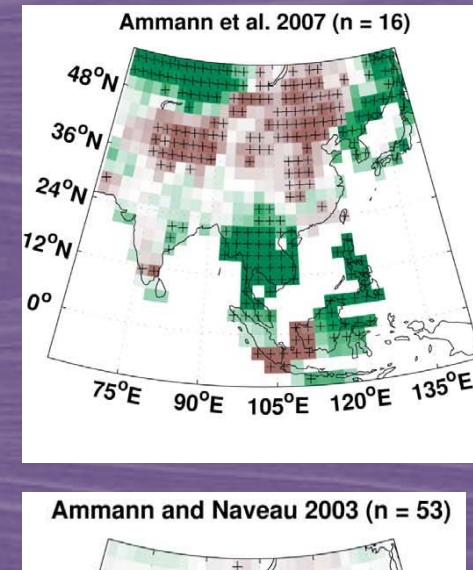 Ammann et al. 2007 (n = 16)
48°N
36°N
24°N
12°N
0°
75°E 90°E 105°E 120°E 135°E
Ammann and Naveau 2003 (n = 53)